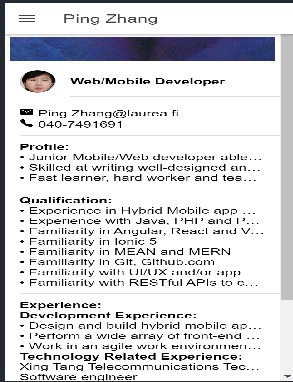 Ping Zhang
Web/Mobile Developer
Ping Zhang@laurea fi
040-7491691
Profile:
• Junior Mobile/Web developer able...
• Skilled at writing well-designed an...
• Fast learner, hard worker and tea...
Qualification:
• Experience in Hybrid Mobile app ...
• Experience with Java, PHP and P...
• Familiarity in Angular, React and V...
• Familiarity in Ionic 5
• Familiarity in MEAN and MERN
• Familiarity in Git, Github.com
• Familiarity with UI/UX and/or app
• Familiarity with RESTful APIs to c...
Experience:
Development Experience:
• Design and build hybrid mobile ap...
• Perform a wide array of front-end ...
• Work in an agile work environmen...
Technology Related Experience:
Xing Tang Telecommunications Tec...
Software engineer